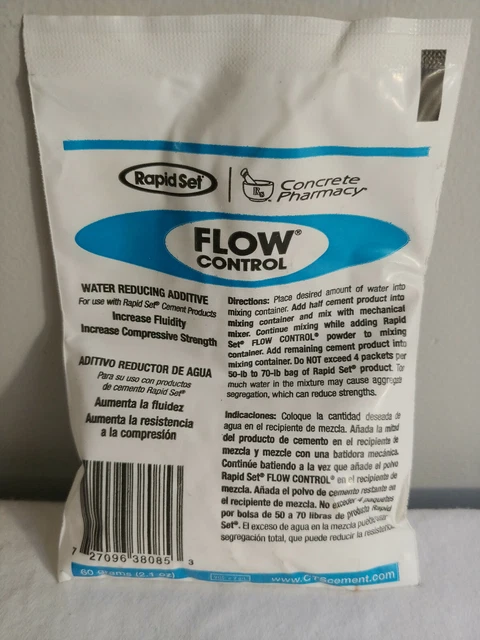 Rapid Set® Concrete
Pharmacy®
FLOW®
CONTROL
WATER REDUCING ADDITIVE
For use with Rapid Set® Cement Products
Increase Fluidity
Increase Compressive Strength
ADITIVO REDUCTOR DE AGUA
Para su uso con productos
de cemento Rapid Set®
Aumenta la fluidez
Aumenta la resistencia
a la compresión
Directions: Place desired amount of water into
mixing container. Add half cement product into
mixing container and mix with mechanical
mixer. Continue mixing while adding Rapid
Set® FLOW CONTROL® powder to mixing
container. Add remaining cement product into
mixing container. Do NOT exceed 4 packets per
50-lb to 70-lb bag of Rapid Set® product. Too
much water in the mixture may cause aggregate
segregation, which can reduce strengths.
Indicaciones: Coloque la cantidad deseada de
agua en el recipiente de mezcla. Añada la mitad
del producto de cemento en el recipiente de
mezcla y mezcle con una batidora mecánica.
Continúe batiendo a la vez que añade el polvo
Rapid Set® FLOW CONTROL® en el recipiente de
mezcla. Añada el polvo de cemento restante en
el recipiente de mezcla. No exceder 4 paquetes
por bolsa de 50 a 70 libras de producto Rapid
Set®. El exceso de agua en la mezcla puede
segregación total, que puede reducir la
7 27096 38085 3
60 grams (2.1 oz)
www.CTScement.com